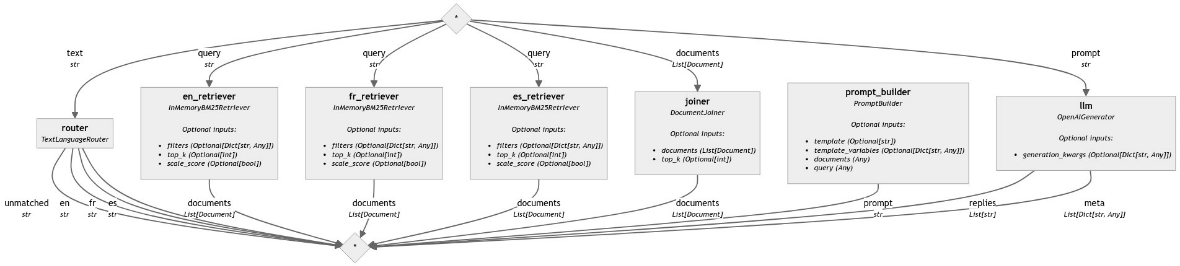 *
text
str
query
str
query
str
query
str
documents
List[Document]
prompt
str
router
TextLanguageRouter
en_retriever
InMemoryBM25Retriever
Optional inputs:
• filters (Optional[Dict[str, Any]])
• top_k (Optional[int])
• scale_score (Optional[bool])
fr_retriever
InMemoryBM25Retriever
Optional inputs:
• filters (Optional[Dict[str, Any]])
• top_k (Optional[int])
• scale_score (Optional[bool])
es_retriever
InMemoryBM25Retriever
Optional inputs:
• filters (Optional[Dict[str, Any]])
• top_k (Optional[int])
• scale_score (Optional[bool])
joiner
DocumentJoiner
Optional inputs:
• documents (List[Document])
• top_k (Optional[int])
prompt_builder
PromptBuilder
Optional inputs:
• template (Optional[str])
• template_variables (Optional[Dict[str, Any]])
• documents (Any)
• query (Any)
llm
OpenAIGenerator
Optional inputs:
• generation_kwargs (Optional[Dict[str, Any]])
unmatched
str
en
str
fr
str
es
str
documents
List[Document]
documents
List[Document]
documents
List[Document]
documents
List[Document]
prompt
str
replies
List[str]
meta
List[Dict[str, Any]]
*